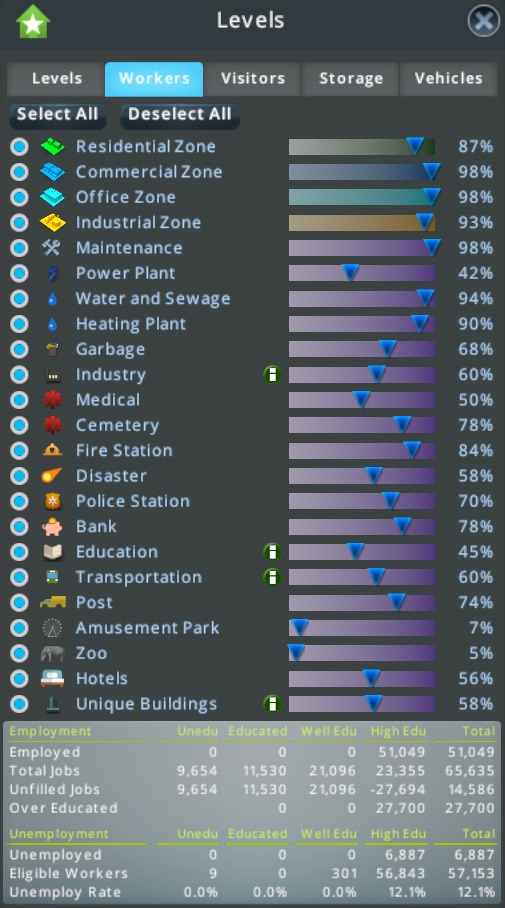 Levels
Levels Workers Visitors Storage Vehicles
Select All Deselect All
Residential Zone 87%
Commercial Zone 98%
Office Zone 98%
Industrial Zone 93%
Maintenance 98%
Power Plant 42%
Water and Sewage 94%
Heating Plant 90%
Garbage 68%
Industry 60%
Medical 50%
Cemetery 78%
Fire Station 84%
Disaster 58%
Police Station 70%
Bank 78%
Education 45%
Transportation 60%
Post 74%
Amusement Park 7%
Zoo 5%
Hotels 56%
Unique Buildings 58%
Employment Unedu Educated Well Edu High Edu Total
Employed 0 0 0 51,049 51,049
Total Jobs 9,654 11,530 21,096 23,355 65,635
Unfilled Jobs 9,654 11,530 21,096 -27,694 14,586
Over Educated 0 0 27,700 27,700
Unemployment Unedu Educated Well Edu High Edu Total
Unemployed 0 0 0 6,887 6,887
Eligible Workers 9 0 301 56,843 57,153
Unemploy Rate 0.0% 0.0% 0.0% 12.1% 12.1%